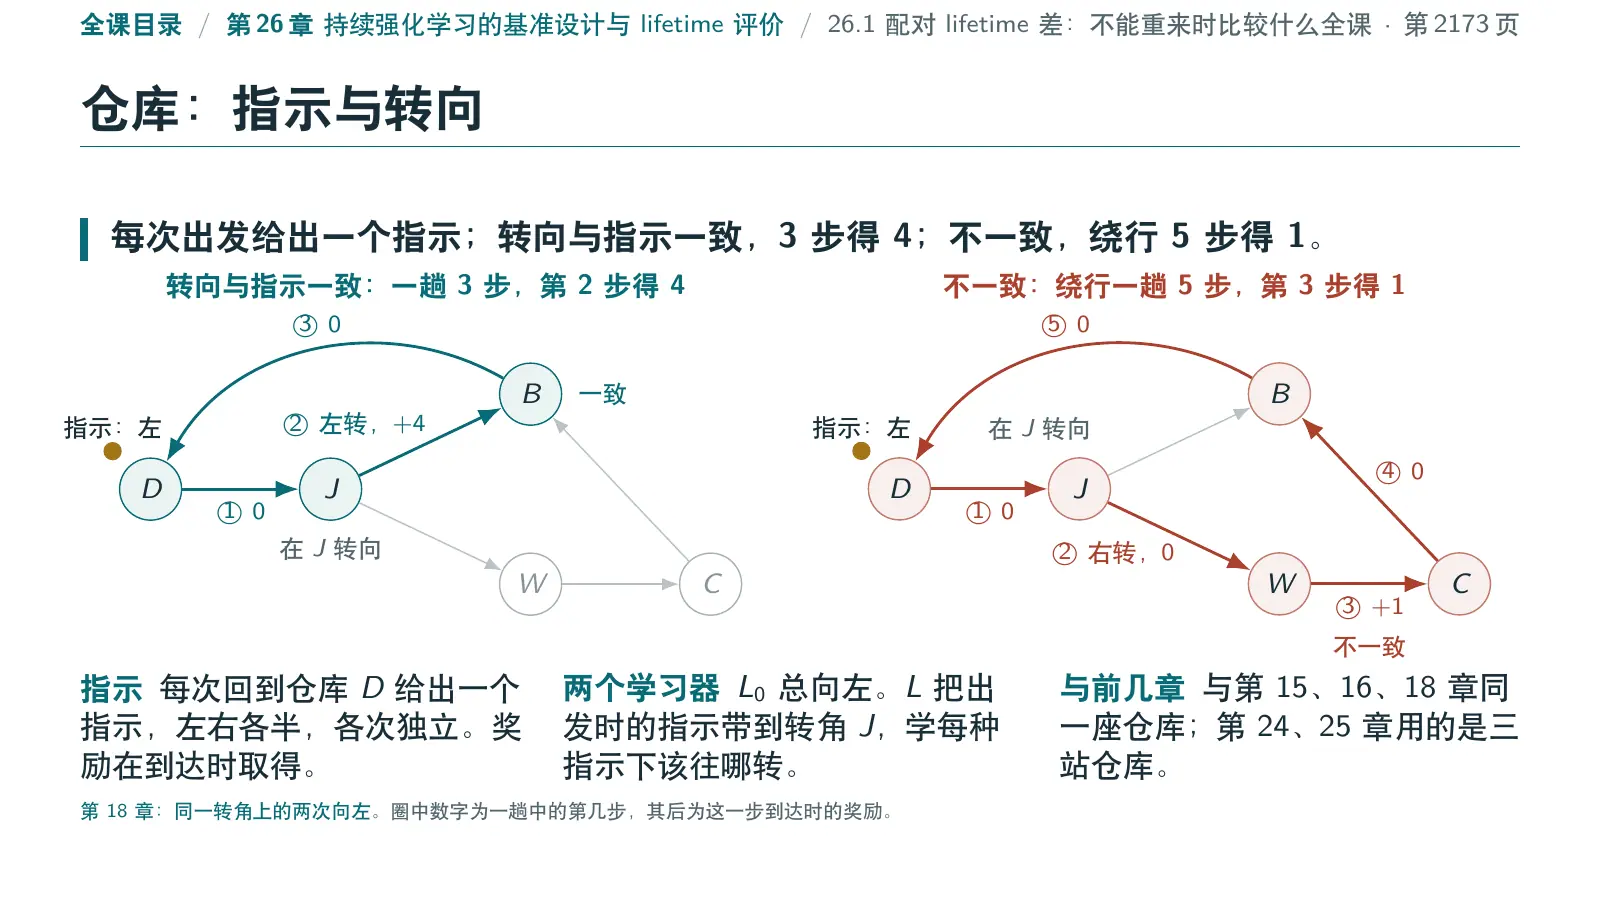 全课目录 / 第 26 章 持续强化学习的基准设计与 lifetime 评价 / 26.1 配对 lifetime 差：不能重来时比较什么全课 · 第 2173 页
仓库：指示与转向
每次出发给出一个指示；转向与指示一致，3 步得 4；不一致，绕行 5 步得 1。
转向与指示一致：一趟 3 步，第 2 步得 4
③ 0
B
一致
② 左转，+4
指示：左
D
J
① 0
在 J 转向
W
C
不一致：绕行一趟 5 步，第 3 步得 1
⑤ 0
B
指示：左
在 J 转向
④ 0
D
J
① 0
② 右转，0
W
C
③ +1
不一致
指示 每次回到仓库 D 给出一个
指示，左右各半，各次独立。奖
励在到达时取得。
两个学习器 L₀ 总向左。L 把出
发时的指示带到转角 J，学每种
指示下该往哪转。
与前几章 与第 15、16、18 章同
一座仓库；第 24、25 章用的是三
站仓库。
第 18 章：同一转角上的两次向左。圈中数字为一趟中的第几步，其后为这一步到达时的奖励。